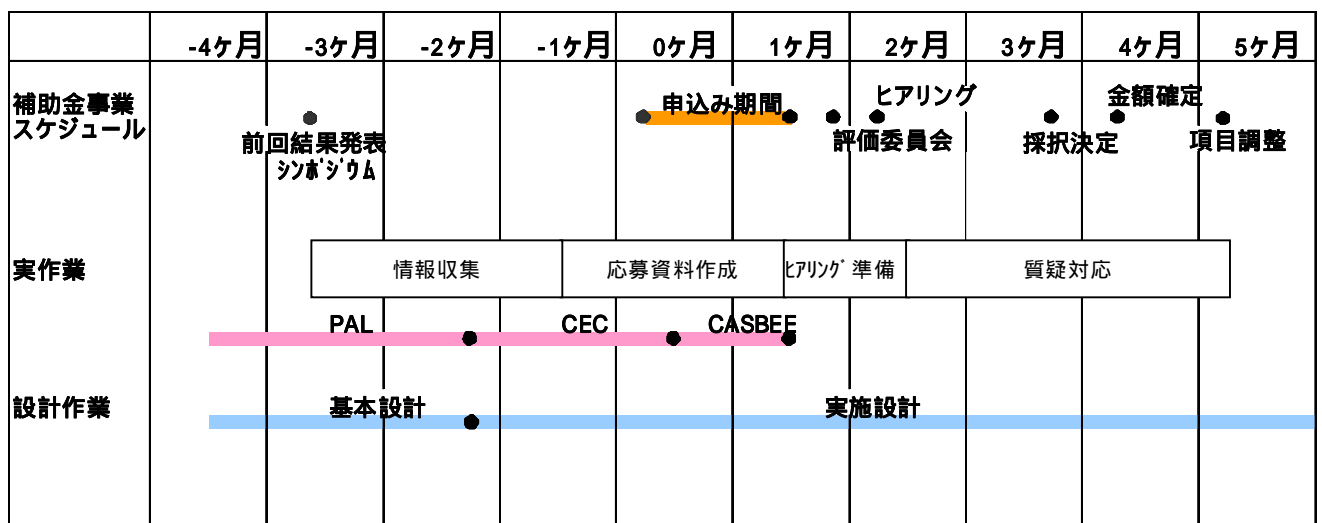 -4ヶ月 -3ヶ月 -2ヶ月 -1ヶ月 0ヶ月 1ヶ月 2ヶ月 3ヶ月 4ヶ月 5ヶ月
補助金事業
スケジュール
前回結果発表
ｼﾝﾎﾟｼﾞｳﾑ
申込み期間
ヒアリング
評価委員会
採択決定
金額確定
項目調整
実作業
情報収集 応募資料作成 ﾋｱﾘﾝｸﾞ準備 質疑対応
PAL CEC CASBEE
設計作業
基本設計 実施設計